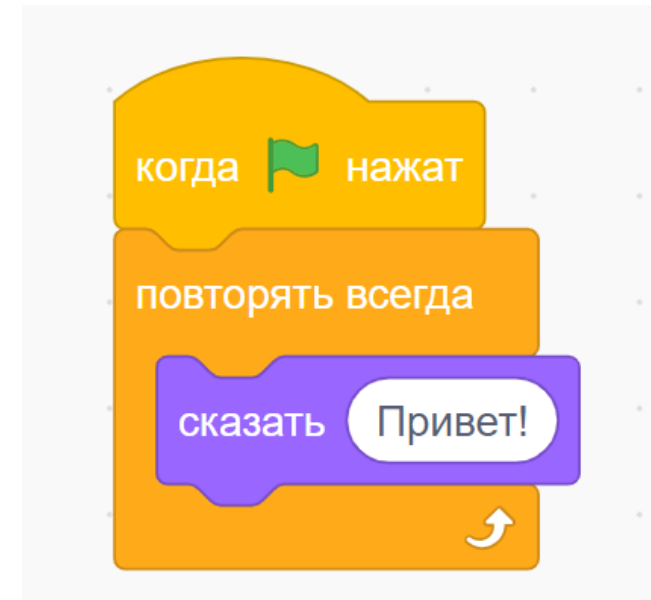 когда нажат
повторять всегда
сказать Привет!